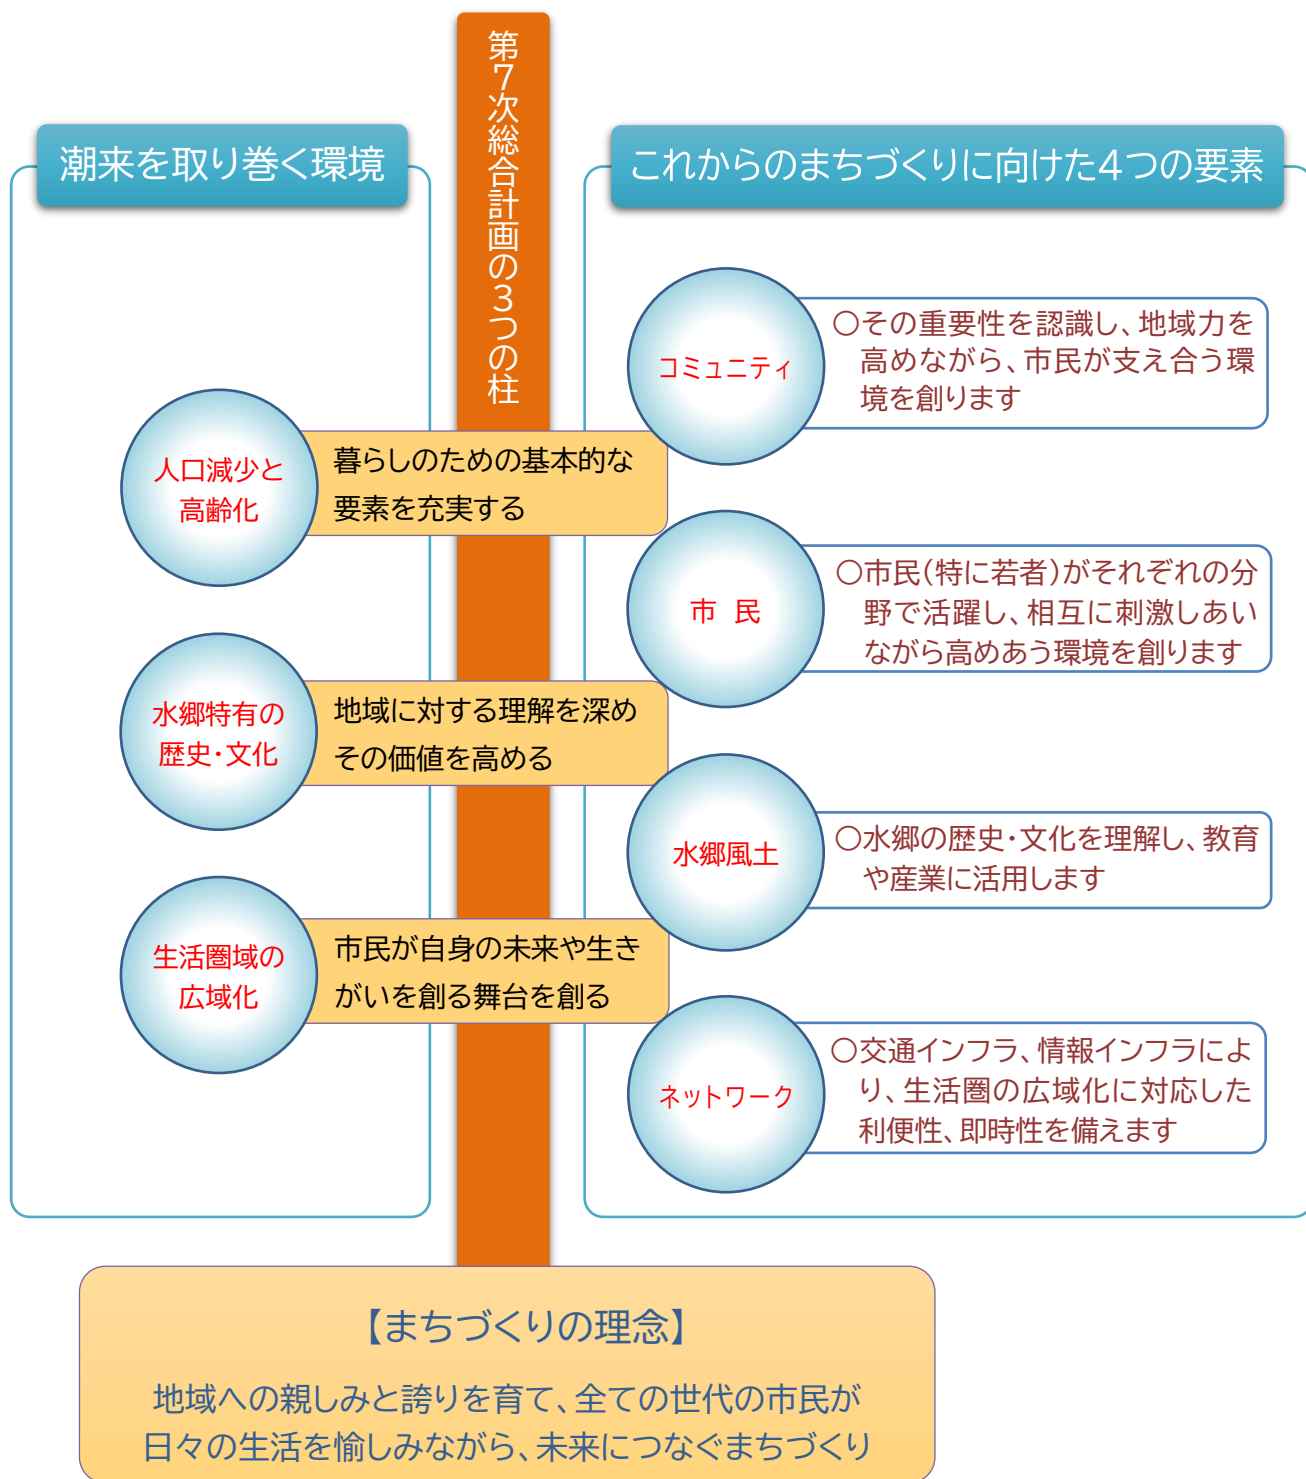 第7次総合計画の3つの柱
潮来を取り巻く環境
人口減少と
高齢化
水郷特有の
歴史・文化
生活圏域の
広域化
暮らしのための基本的な
要素を充実する
地域に対する理解を深め
その価値を高める
市民が自身の未来や生き
がいを創る舞台を創る
これからのまちづくりに向けた4つの要素
コミュニティ
〇その重要性を認識し、地域力を
高めながら、市民が支え合う環
境を創ります
市 民
〇市民(特に若者)がそれぞれの分
野で活躍し、相互に刺激しあい
ながら高めあう環境を創ります
水郷風土
〇水郷の歴史・文化を理解し、教育
や産業に活用します
ネットワーク
〇交通インフラ、情報インフラによ
り、生活圏の広域化に対応した
利便性、即時性を備えます
【まちづくりの理念】
地域への親しみと誇りを育て、全ての世代の市民が
日々の生活を愉しみながら、未来につなぐまちづくり